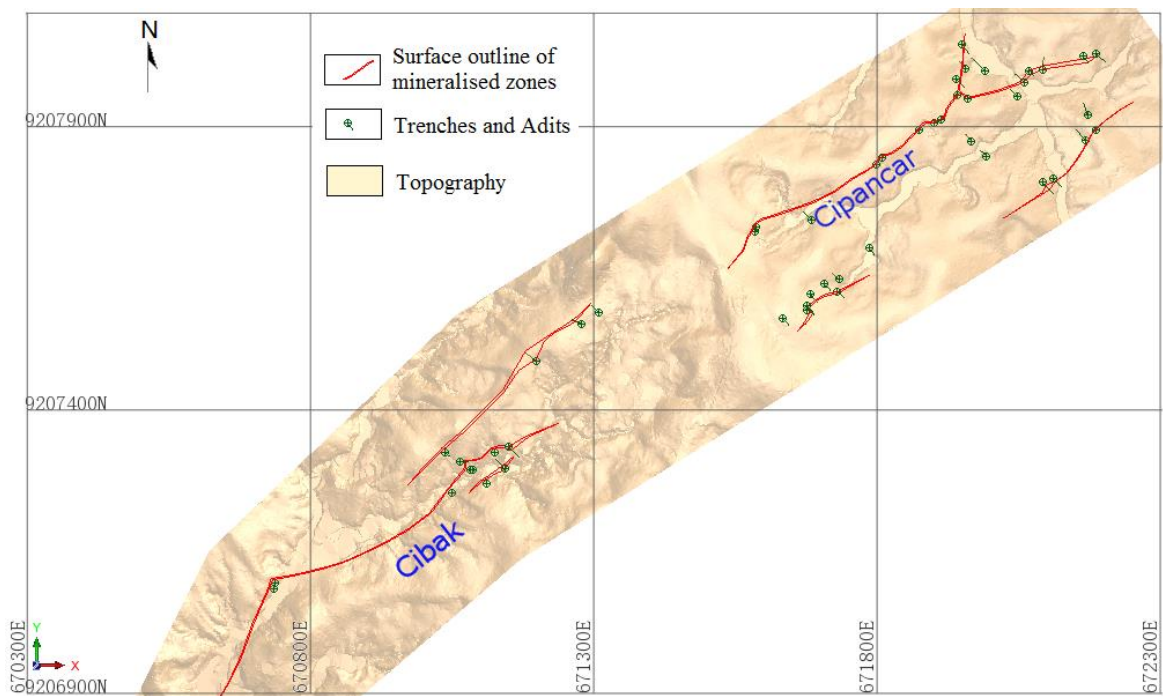 N
Surface outline of
mineralised zones
Trenches and Adits
Topography
9207900N
Cipancar
9207400N
Cibak
Y
X
9206900N
670300E
670800E
671300E
671800E
672300E